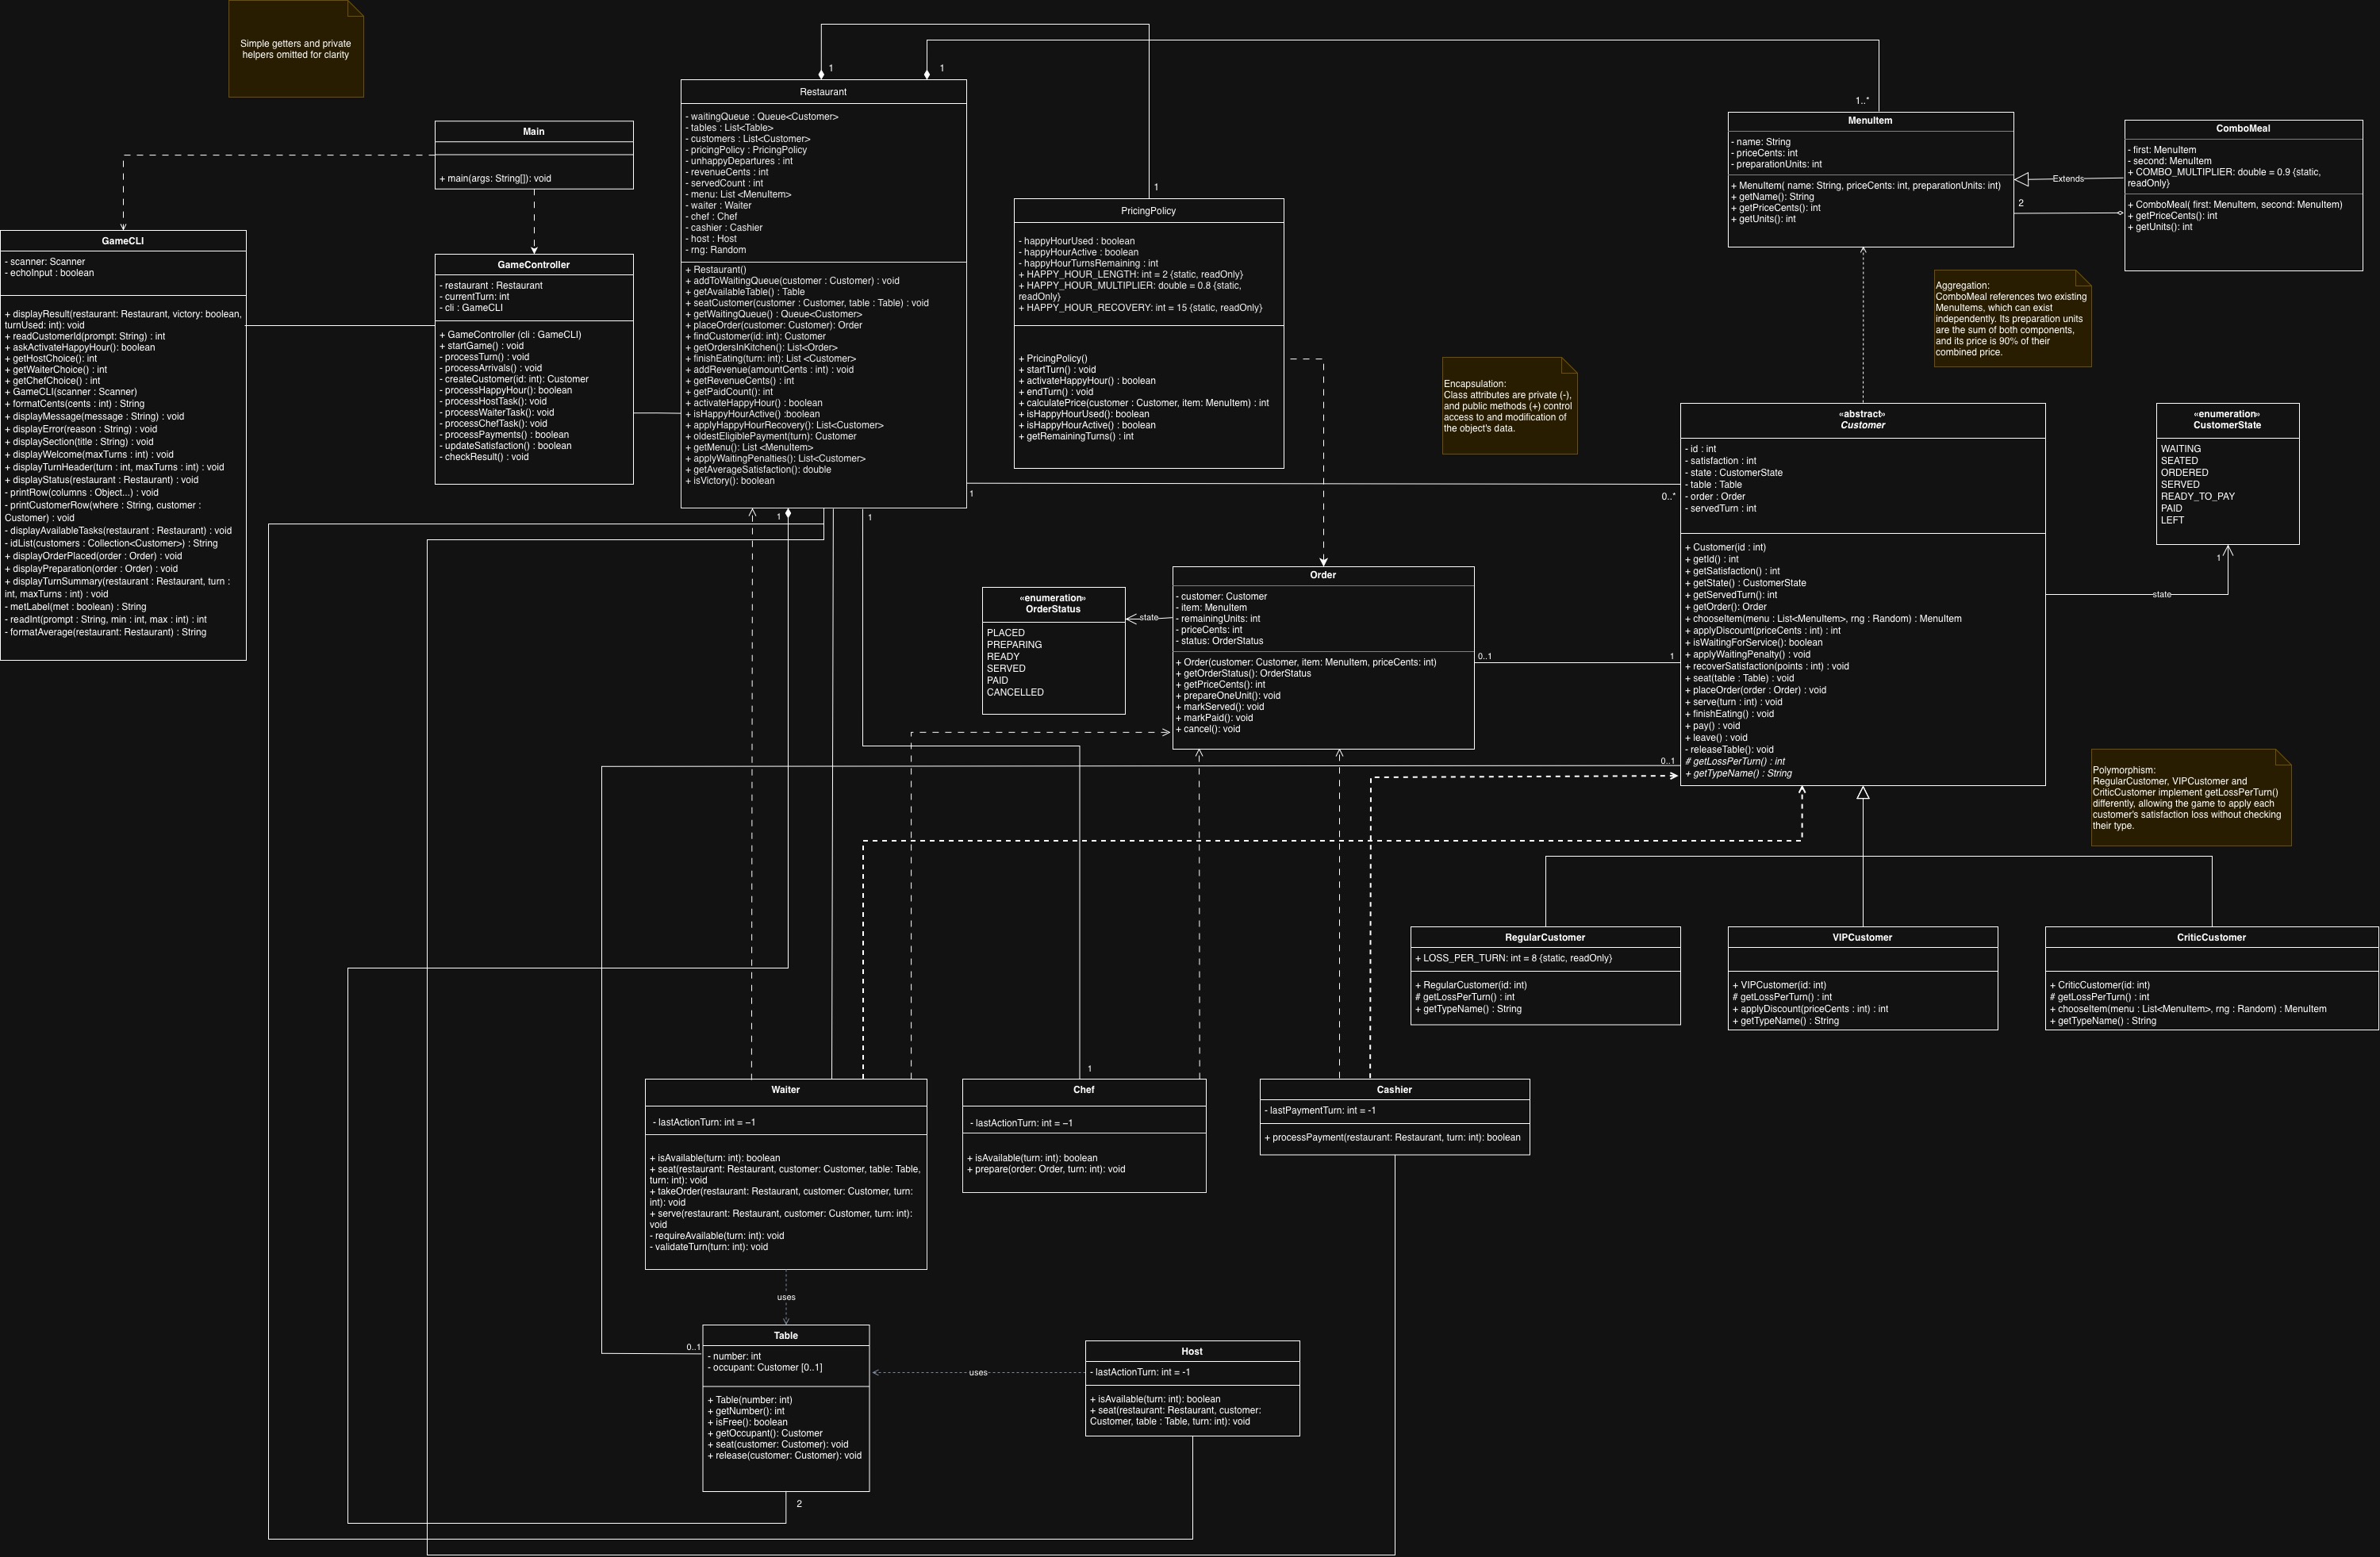 Simple getters and private
helpers omitted for clarity
1
1
Restaurant
- waitingQueue : Queue<Customer>
- tables : List<Table>
- customers : List<Customer>
- pricingPolicy : PricingPolicy
- unhappyDepartures : int
- revenueCents : int
- servedCount : int
- menu: List <MenuItem>
- waiter : Waiter
- chef : Chef
- cashier : Cashier
- host : Host
- rng: Random
+ Restaurant()
+ addToWaitingQueue(customer : Customer) : void
+ getAvailableTable() : Table
+ seatCustomer(customer : Customer, table : Table) : void
+ getWaitingQueue() : Queue<Customer>
+ placeOrder(customer: Customer): Order
+ findCustomer(id: int): Customer
+ getOrdersInKitchen(): List<Order>
+ finishEating(turn: int): List <Customer>
+ addRevenue(amountCents : int) : void
+ getRevenueCents() : int
+ getPaidCount(): int
+ activateHappyHour() : boolean
+ isHappyHourActive() :boolean
+ applyHappyHourRecovery(): List<Customer>
+ oldestEligiblePayment(turn): Customer
+ getMenu(): List <MenuItem>
+ applyWaitingPenalties(): List<Customer>
+ getAverageSatisfaction(): double
+ isVictory(): boolean
Main
+ main(args: String[]): void
GameCLI
- scanner: Scanner
- echoInput : boolean
+ displayResult(restaurant: Restaurant, victory: boolean,
turnUsed: int): void
+ readCustomerId(prompt: String) : int
+ askActivateHappyHour(): boolean
+ getHostChoice(): int
+ getWaiterChoice() : int
+ getChefChoice() : int
+ GameCLI(scanner : Scanner)
+ formatCents(cents : int) : String
+ displayMessage(message : String) : void
+ displayError(reason : String) : void
+ displaySection(title : String) : void
+ displayWelcome(maxTurns : int) : void
+ displayTurnHeader(turn : int, maxTurns : int) : void
+ displayStatus(restaurant : Restaurant) : void
- printRow(columns : Object...) : void
- printCustomerRow(where : String, customer :
Customer) : void
- displayAvailableTasks(restaurant : Restaurant) : void
- idList(customers : Collection<Customer>) : String
+ displayOrderPlaced(order : Order) : void
+ displayPreparation(order : Order) : void
+ displayTurnSummary(restaurant : Restaurant, turn :
int, maxTurns : int) : void
- metLabel(met : boolean) : String
- readInt(prompt : String, min : int, max : int) : int
- formatAverage(restaurant: Restaurant) : String
GameController
- restaurant : Restaurant
- currentTurn: int
- cli : GameCLI
+ GameController (cli : GameCLI)
+ startGame() : void
- processTurn() : void
- processArrivals() : void
- createCustomer(id: int): Customer
- processHappyHour(): boolean
- processHostTask(): void
- processWaiterTask(): void
- processChefTask(): void
- processPayments() : boolean
- updateSatisfaction() : boolean
- checkResult() : void
1
PricingPolicy
- happyHourUsed : boolean
- happyHourActive : boolean
- happyHourTurnsRemaining : int
+ HAPPY_HOUR_LENGTH: int = 2 {static, readOnly}
+ HAPPY_HOUR_MULTIPLIER: double = 0.8 {static,
readOnly}
+ HAPPY_HOUR_RECOVERY: int = 15 {static, readOnly}
+ PricingPolicy()
+ startTurn() : void
+ activateHappyHour() : boolean
+ endTurn() : void
+ calculatePrice(customer : Customer, item: MenuItem) : int
+ isHappyHourUsed(): boolean
+ isHappyHourActive() : boolean
+ getRemainingTurns() : int
1..*
MenuItem
- name: String
- priceCents: int
- preparationUnits: int
+ MenuItem( name: String, priceCents: int, preparationUnits: int)
+ getName(): String
+ getPriceCents(): int
+ getUnits(): int
Extends
2
ComboMeal
- first: MenuItem
- second: MenuItem
+ COMBO_MULTIPLIER: double = 0.9 {static,
readOnly}
+ ComboMeal( first: MenuItem, second: MenuItem)
+ getPriceCents(): int
+ getUnits(): int
Aggregation:
ComboMeal references two existing
MenuItems, which can exist
independently. Its preparation units
are the sum of both components,
and its price is 90% of their
combined price.
Encapsulation:
Class attributes are private (-),
and public methods (+) control
access to and modification of
the object's data.
«abstract»
Customer
- id : int
- satisfaction : int
- state : CustomerState
- table : Table
- order : Order
- servedTurn : int
+ Customer(id : int)
+ getId() : int
+ getSatisfaction() : int
+ getState() : CustomerState
+ getServedTurn(): int
+ getOrder(): Order
+ chooseItem(menu : List<MenuItem>, rng : Random) : MenuItem
+ applyDiscount(priceCents : int) : int
+ isWaitingForService(): boolean
+ applyWaitingPenalty() : void
+ recoverSatisfaction(points : int) : void
+ seat(table : Table) : void
+ placeOrder(order : Order) : void
+ serve(turn : int) : void
+ finishEating() : void
+ pay() : void
+ leave() : void
- releaseTable(): void
# getLossPerTurn() : int
+ getTypeName() : String
«enumeration»
CustomerState
WAITING
SEATED
ORDERED
SERVED
READY_TO_PAY
PAID
LEFT
1
state
1
0..*
1
1
«enumeration»
OrderStatus
PLACED
PREPARING
READY
SERVED
PAID
CANCELLED
state
Order
- customer: Customer
- item: MenuItem
- remainingUnits: int
- priceCents: int
- status: OrderStatus
+ Order(customer: Customer, item: MenuItem, priceCents: int)
+ getOrderStatus(): OrderStatus
+ getPriceCents(): int
+ prepareOneUnit(): void
+ markServed(): void
+ markPaid(): void
+ cancel(): void
0..1
1
0..1
Polymorphism:
RegularCustomer, VIPCustomer and
CriticCustomer implement getLossPerTurn()
differently, allowing the game to apply each
customer's satisfaction loss without checking
their type.
RegularCustomer
+ LOSS_PER_TURN: int = 8 {static, readOnly}
+ RegularCustomer(id: int)
# getLossPerTurn() : int
+ getTypeName() : String
VIPCustomer
+ VIPCustomer(id: int)
# getLossPerTurn() : int
+ applyDiscount(priceCents : int) : int
+ getTypeName() : String
CriticCustomer
+ CriticCustomer(id: int)
# getLossPerTurn() : int
+ chooseItem(menu : List<MenuItem>, rng : Random) : MenuItem
+ getTypeName() : String
Waiter
- lastActionTurn: int = −1
+ isAvailable(turn: int): boolean
+ seat(restaurant: Restaurant, customer: Customer, table: Table,
turn: int): void
+ takeOrder(restaurant: Restaurant, customer: Customer, turn:
int): void
+ serve(restaurant: Restaurant, customer: Customer, turn: int):
void
- requireAvailable(turn: int): void
- validateTurn(turn: int): void
1
Chef
- lastActionTurn: int = −1
+ isAvailable(turn: int): boolean
+ prepare(order: Order, turn: int): void
Cashier
- lastPaymentTurn: int = -1
+ processPayment(restaurant: Restaurant, turn: int): boolean
uses
0..1
Table
- number: int
- occupant: Customer [0..1]
+ Table(number: int)
+ getNumber(): int
+ isFree(): boolean
+ getOccupant(): Customer
+ seat(customer: Customer): void
+ release(customer: Customer): void
2
uses
Host
- lastActionTurn: int = -1
+ isAvailable(turn: int): boolean
+ seat(restaurant: Restaurant, customer:
Customer, table : Table, turn: int): void